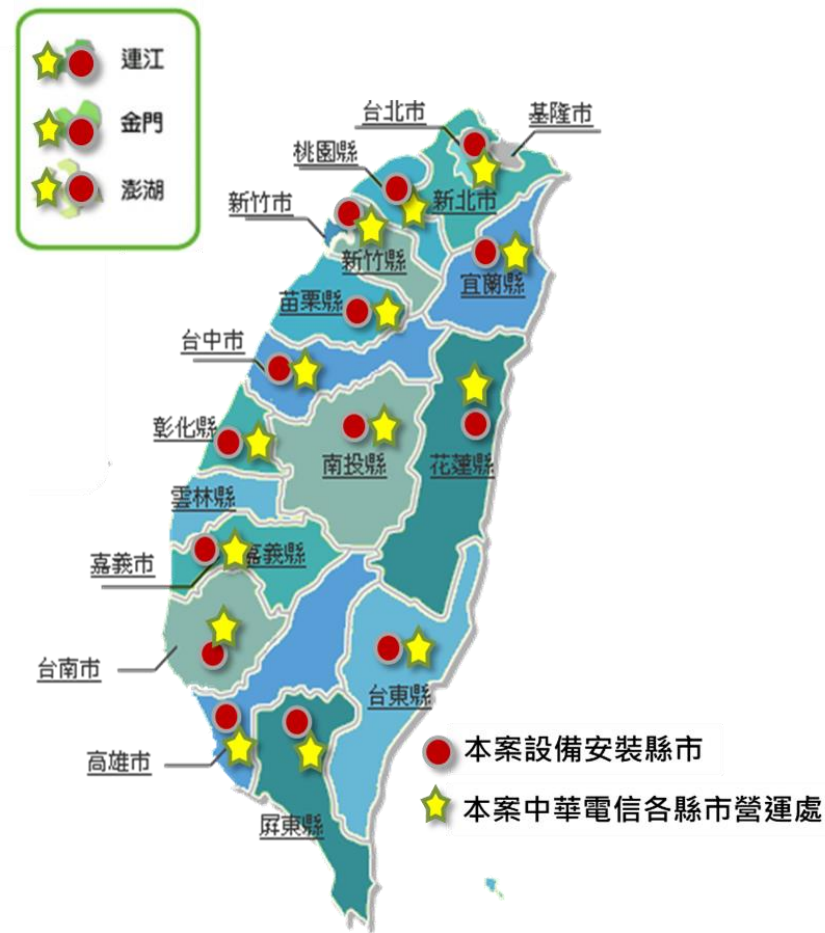 連江
金門
澎湖
台北市
基隆市
桃園縣
新竹市
新北市
新竹縣
宜蘭縣
苗栗縣
台中市
彰化縣
南投縣
花蓮縣
雲林縣
嘉義縣
嘉義市
台南市
台東縣
高雄市
屏東縣
本案設備安裝縣市
本案中華電信各縣市營運處